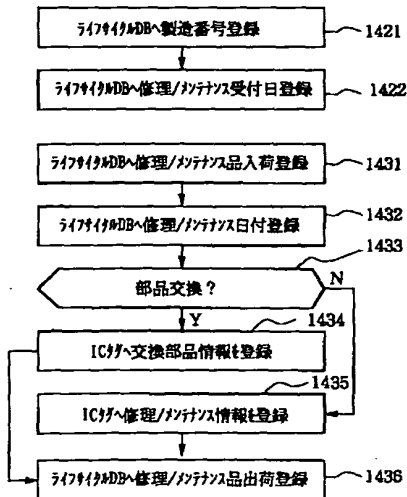 ライフサイクルDBへ製造番号登録
1421
ライフサイクルDBへ修理/メンテナンス受付日登録
1422
ライフサイクルDBへ修理/メンテナンス品入荷登録
1431
ライフサイクルDBへ修理/メンテナンス日付登録
1432
1433
部品交換?
N
Y
1434
ICタグへ交換部品情報を登録
1435
ICタグへ修理/メンテナンス情報を登録
ライフサイクルDBへ修理/メンテナンス品出荷登録
1436